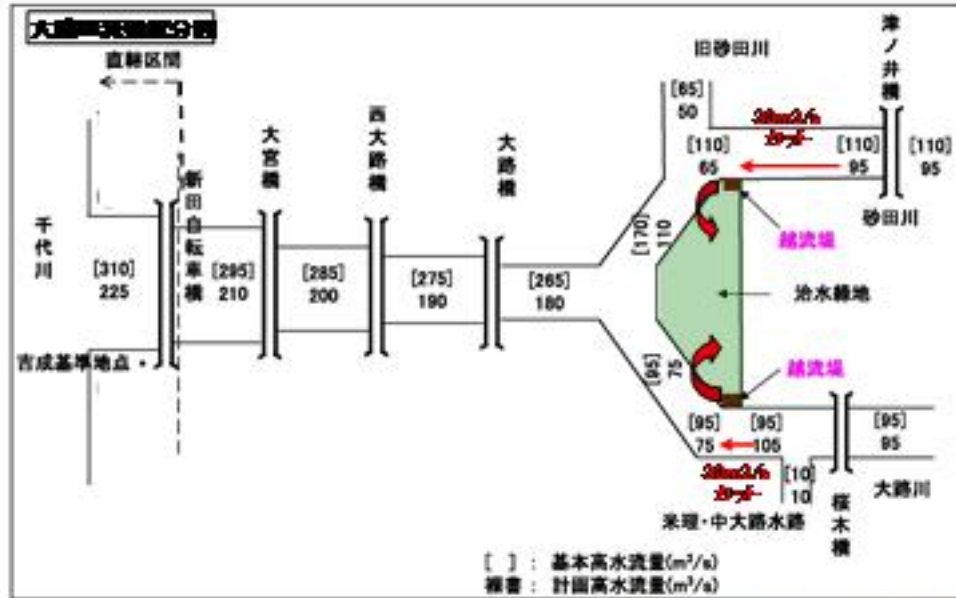 直轄区間
旧砂田川
津ノ井橋
[65]
50
[110]
65
[110]
95
[110]
95
砂田川
大宮橋
西大路橋
大路橋
新田自転車橋
千代川
[310]
225
[295]
210
[285]
200
[275]
190
[265]
180
[170]
110
越流堤
治水緑地
越流堤
吉成基準地点
[95]
75
[95]
75
[95]
105
[95]
95
[10]
10
大路川
桜木橋
米理・中大路水路
[ ] : 基本高水流量(m³/s)
裸書 : 計画高水流量(m³/s)